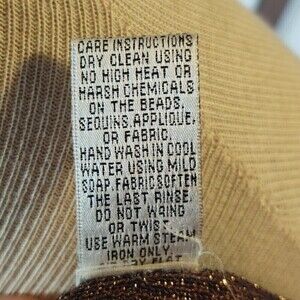 CARE INSTRUCTIONS
DRY CLEAN USING
NO HIGH HEAT OR
HARSH CHEMICALS
ON THE BEADS,
SEQUINS, APPLIQUE,
OR FABRIC
HAND WASH IN COOL
WATER USING MILD
SOAP. FABRIC SOFTEN
THE LAST RINSE.
DO NOT WRING
OR TWIST.
USE WARM STEAM
IRON ONLY.
DRY FLAT